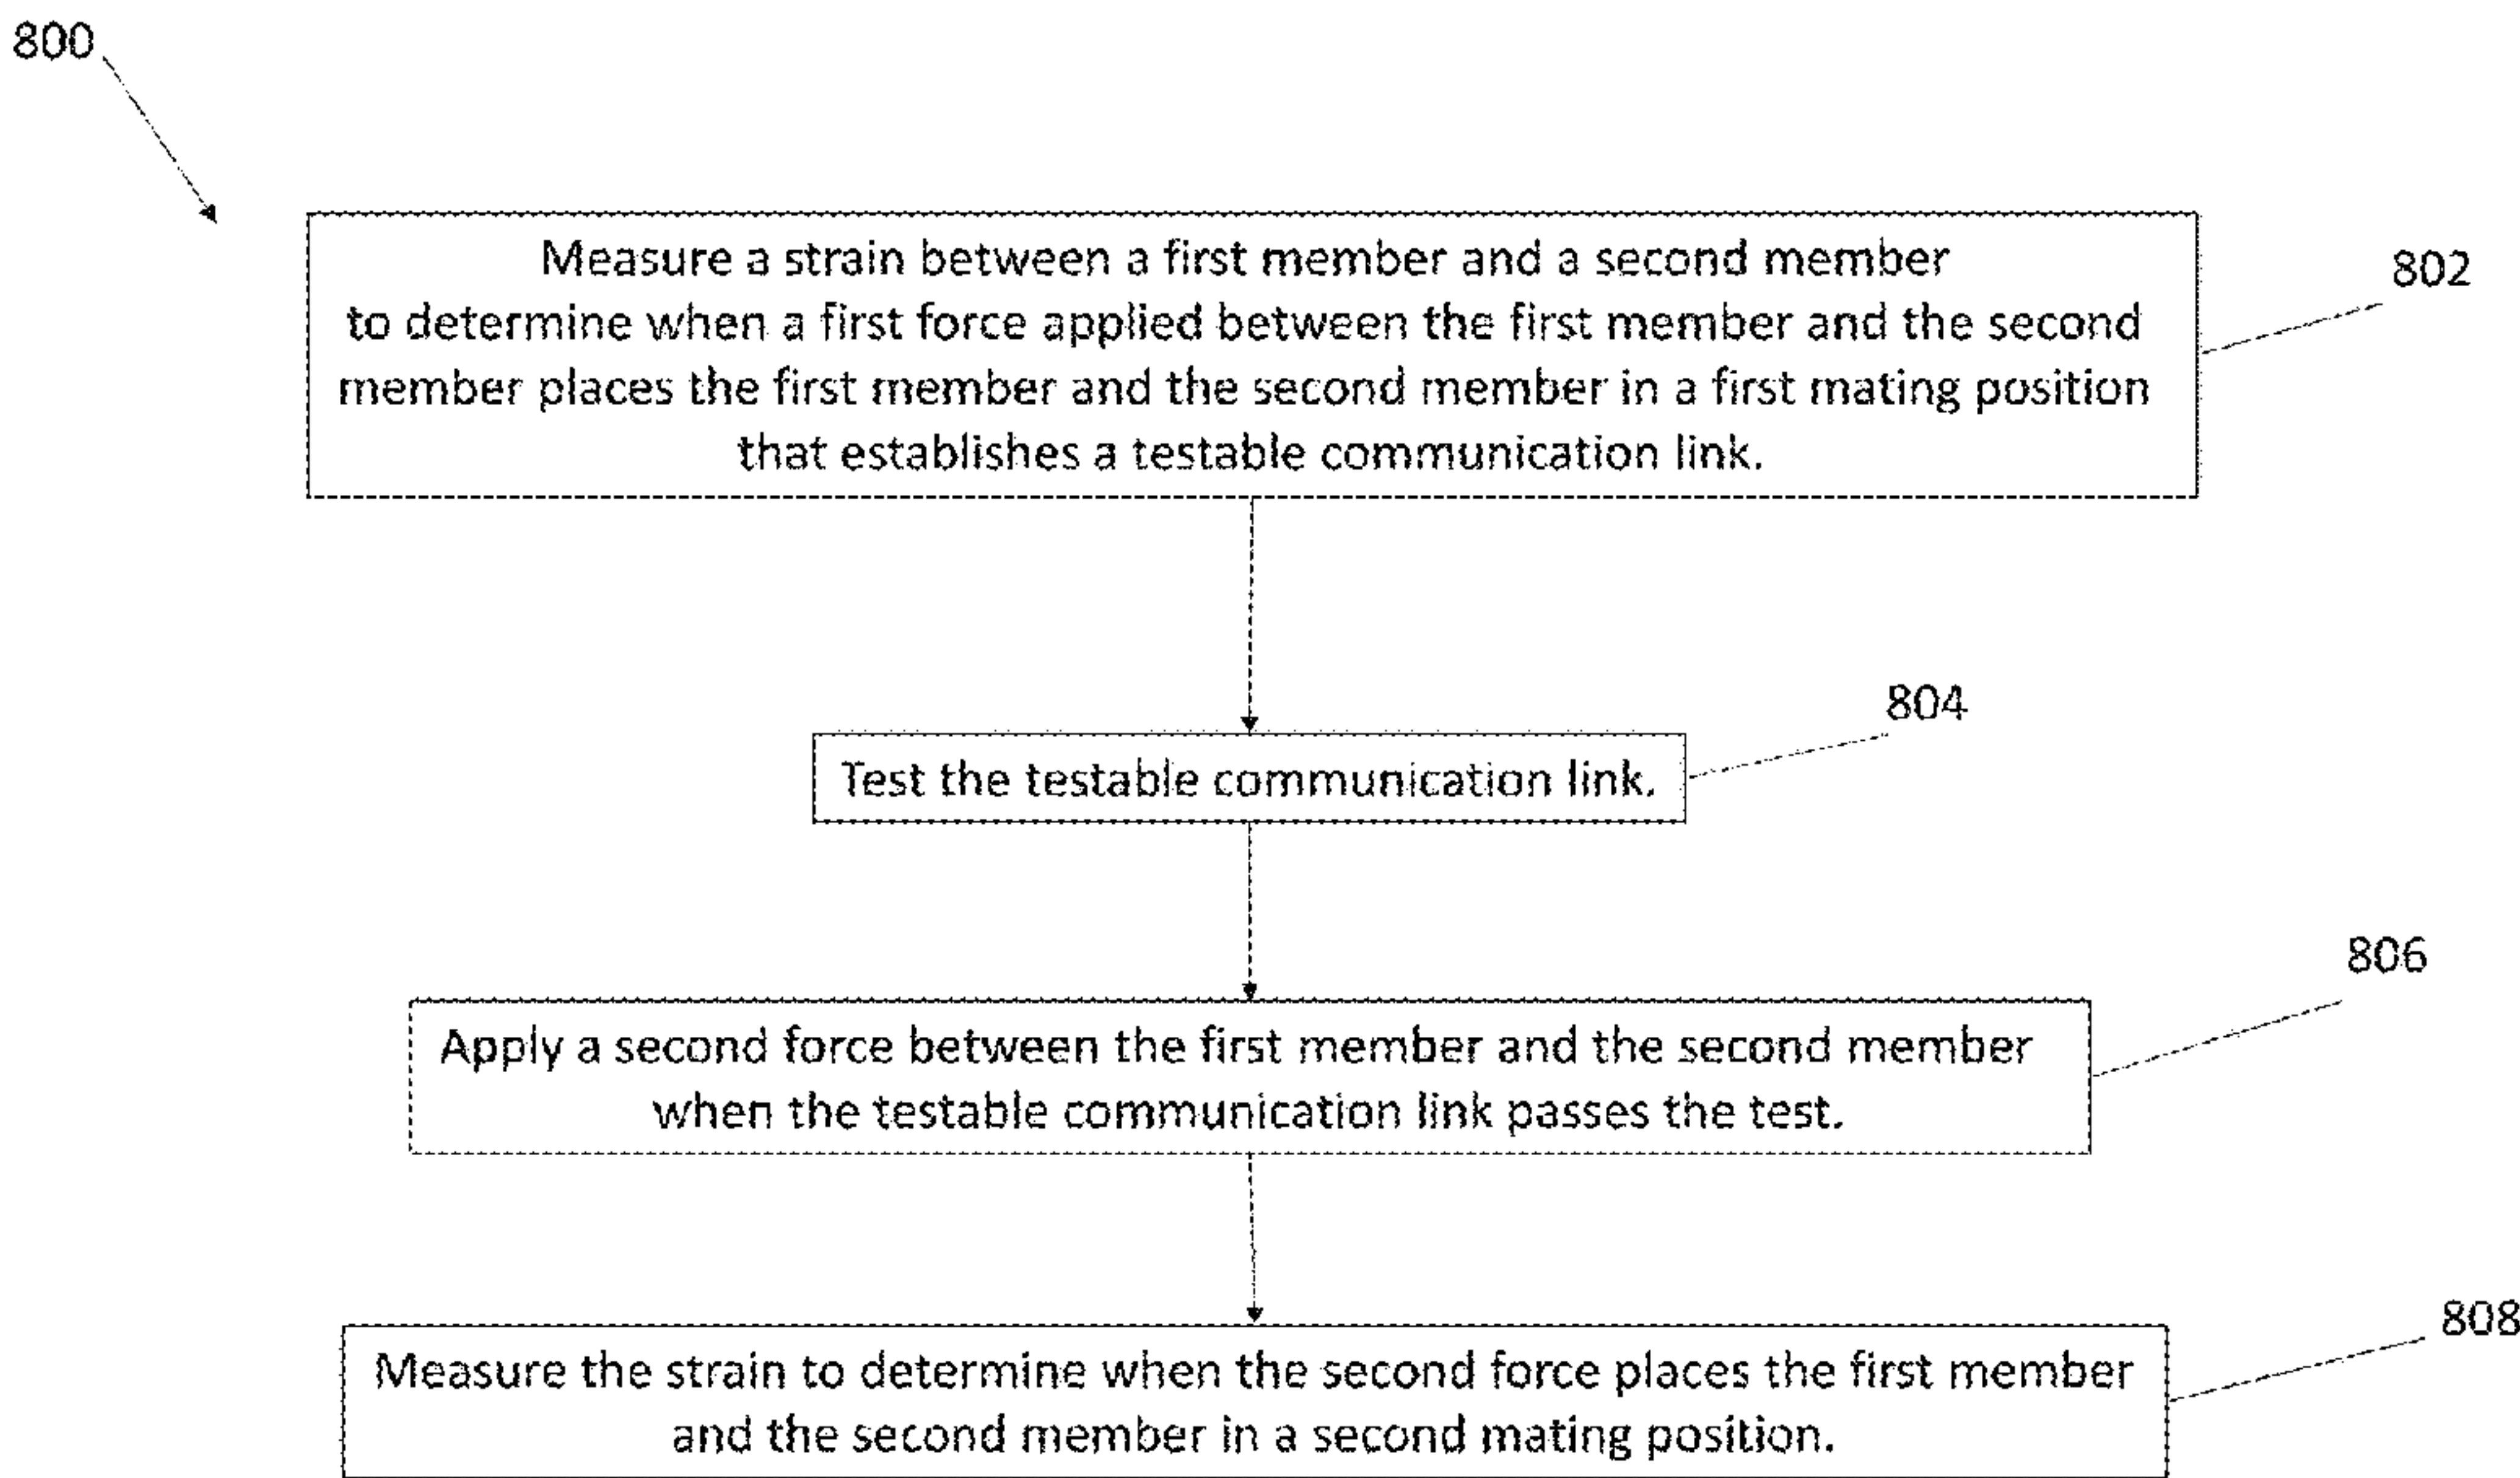 800
Measure a strain between a first member and a second member
802
to determine when a first force applied between the first member and the second
member places the first member and the second member in a first mating position
that establishes a testable communication link.
804
Test the testable communication link.
806
Apply a second force between the first member and the second member
when the testable communication link passes the test.
808
Measure the strain to determine when the second force places the first member
and the second member in a second mating position.